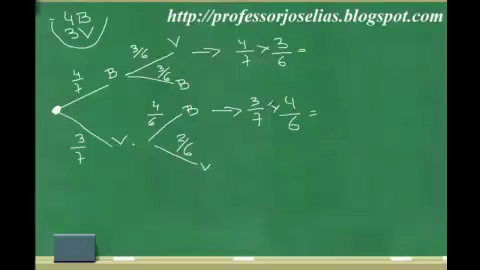 http://professorjoselias.blogspot.com
4B
3V
4/7 B 3/6 V → 4/7 × 3/6 =
3/6 B
3/7 V. 4/6 B → 3/7 × 4/6 =
2/6 V